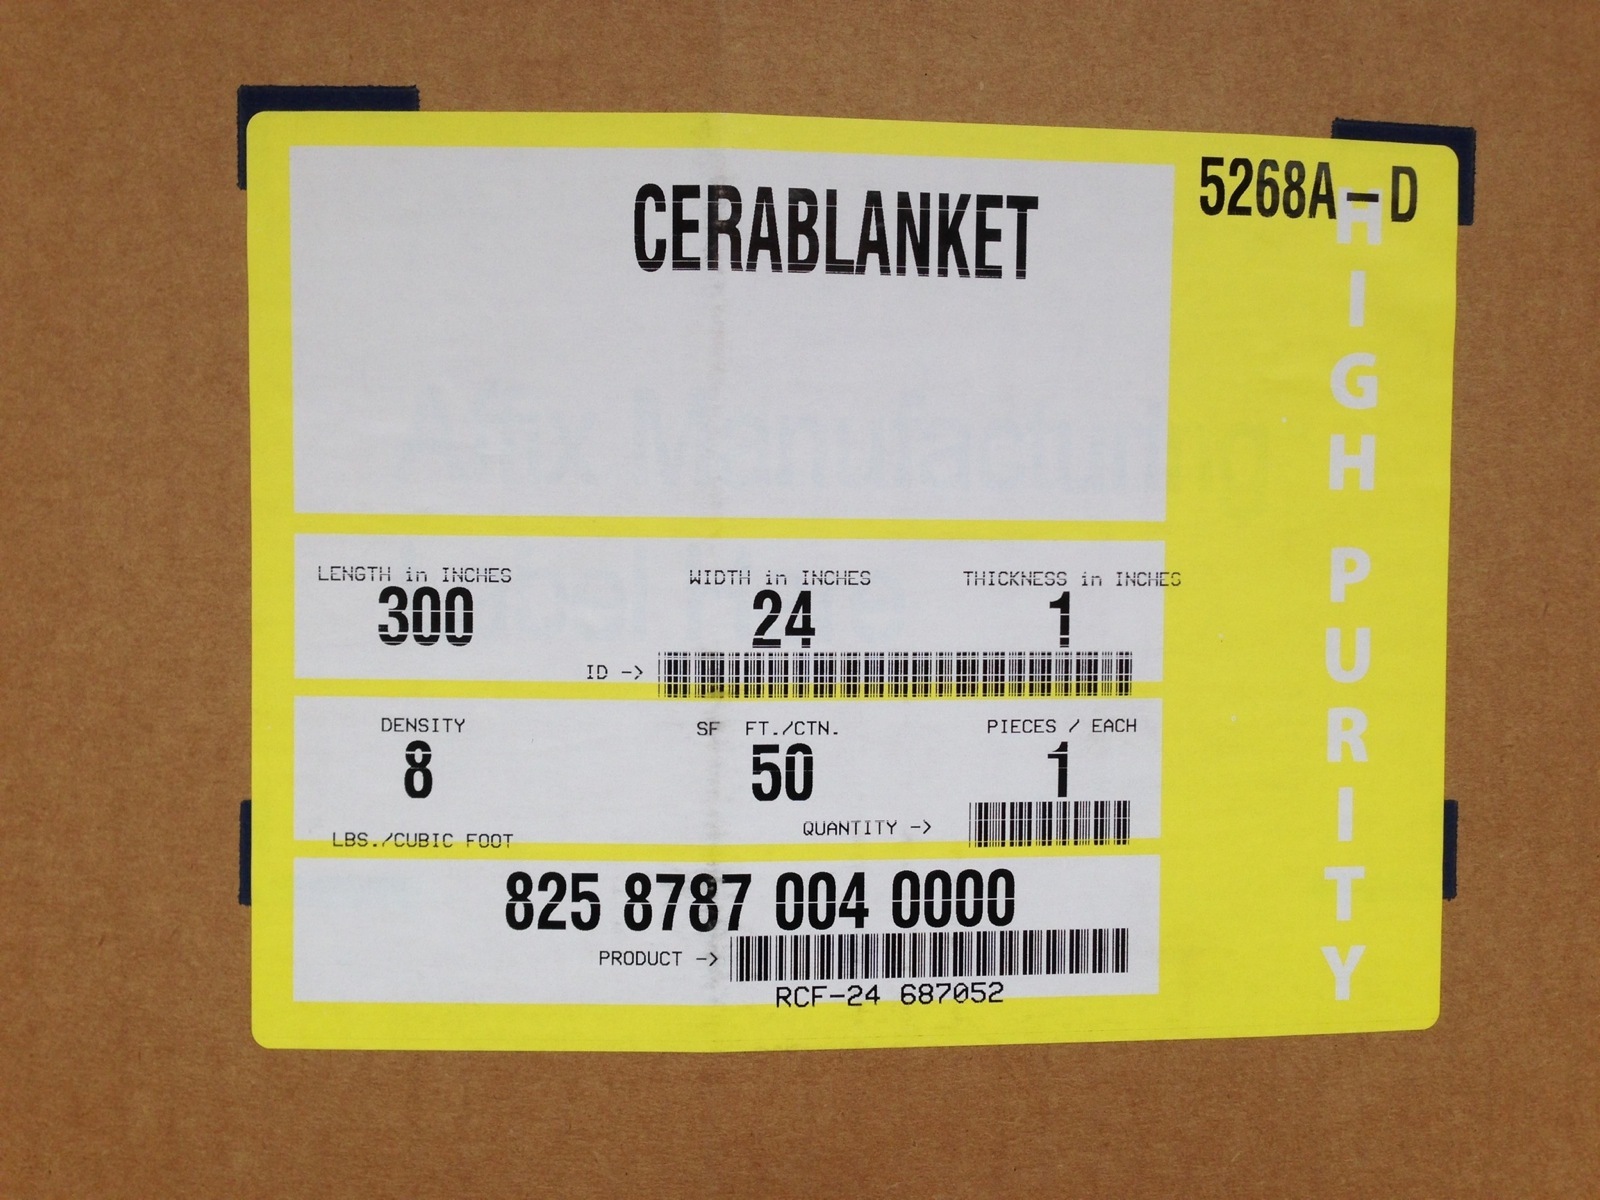 CERABLANKET
5268A-D
HIGH PURITY
LENGTH in INCHES WIDTH in INCHES THICKNESS in INCHES
300 24 1
ID ->
DENSITY SF FT./CTN. PIECES / EACH
8 50 1
QUANTITY ->
LBS./CUBIC FOOT
825 8787 004 0000
PRODUCT ->
RCF-24 687052